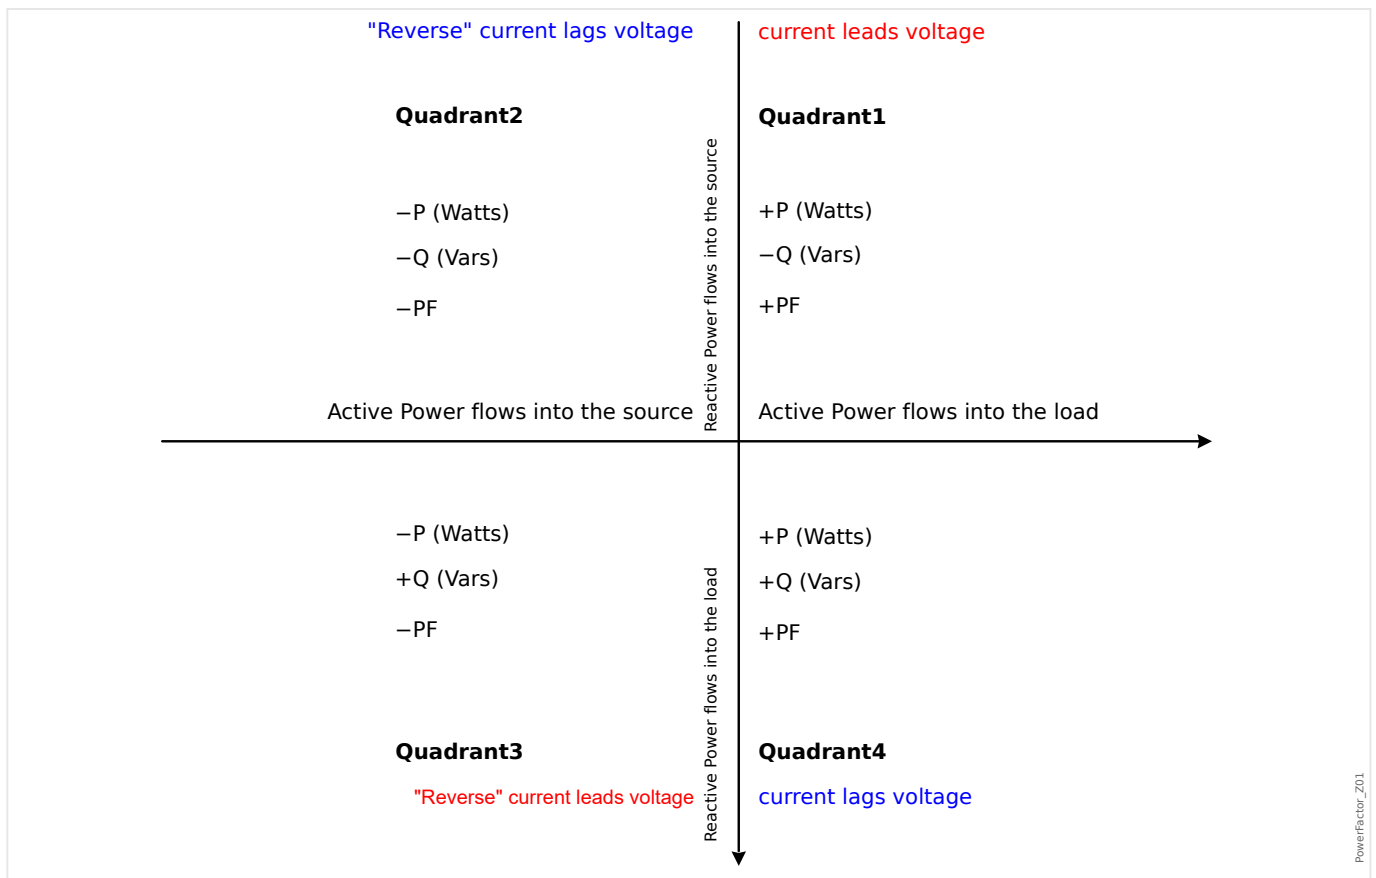 "Reverse" current lags voltage
current leads voltage
Quadrant2
Quadrant1
−P (Watts)
−Q (Vars)
−PF
Reactive Power flows into the source
+P (Watts)
−Q (Vars)
+PF
Active Power flows into the source
Active Power flows into the load
−P (Watts)
+Q (Vars)
−PF
Reactive Power flows into the load
+P (Watts)
+Q (Vars)
+PF
Quadrant3
Quadrant4
"Reverse" current leads voltage
current lags voltage
PowerFactor_Z01